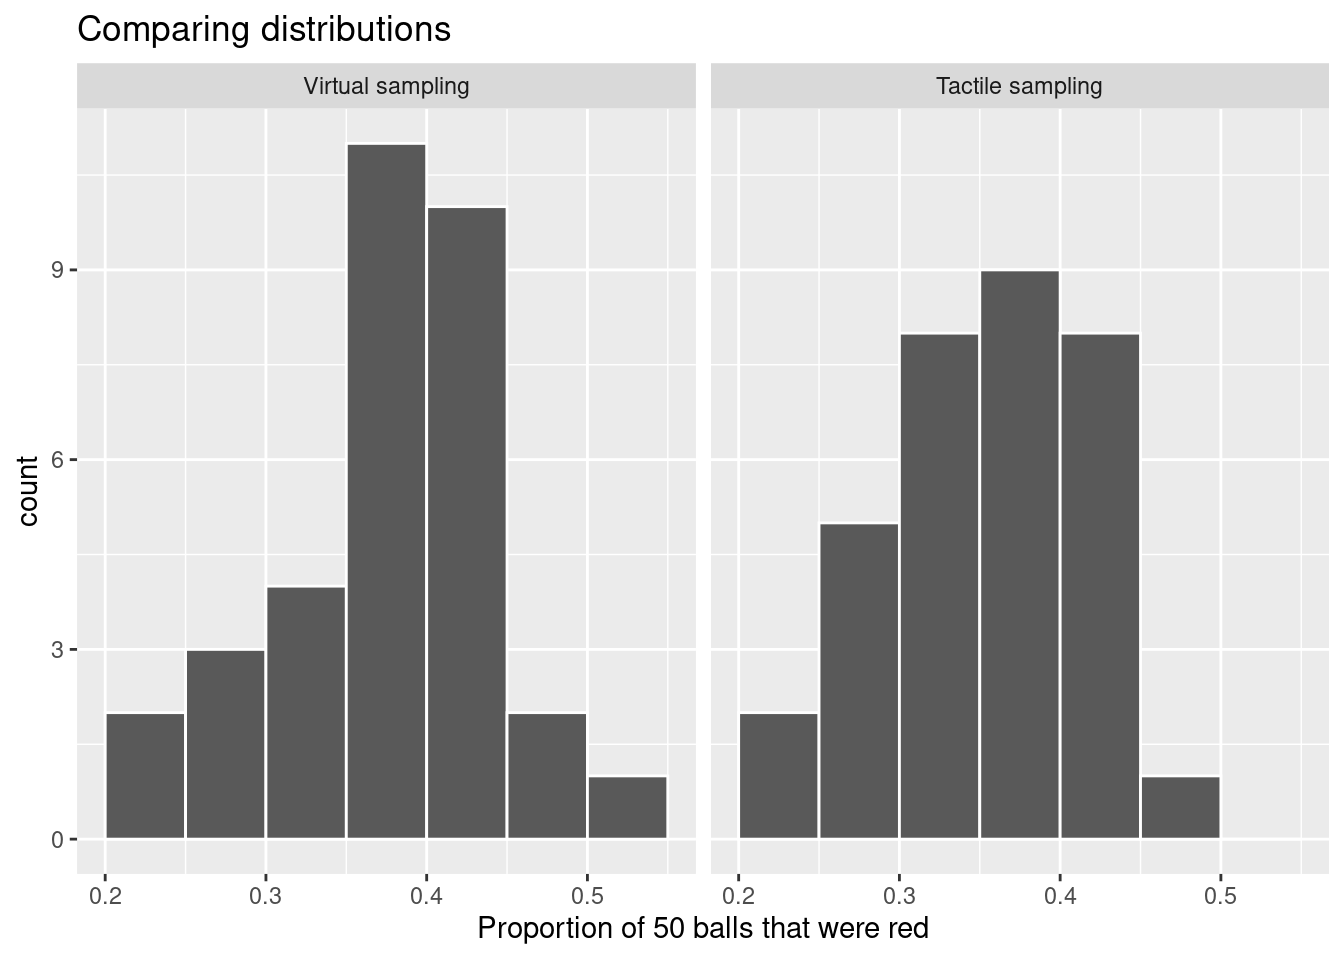 Comparing distributions
Virtual sampling
Tactile sampling
9
6
3
0
count
0.2 0.3 0.4 0.5
0.2 0.3 0.4 0.5
Proportion of 50 balls that were red